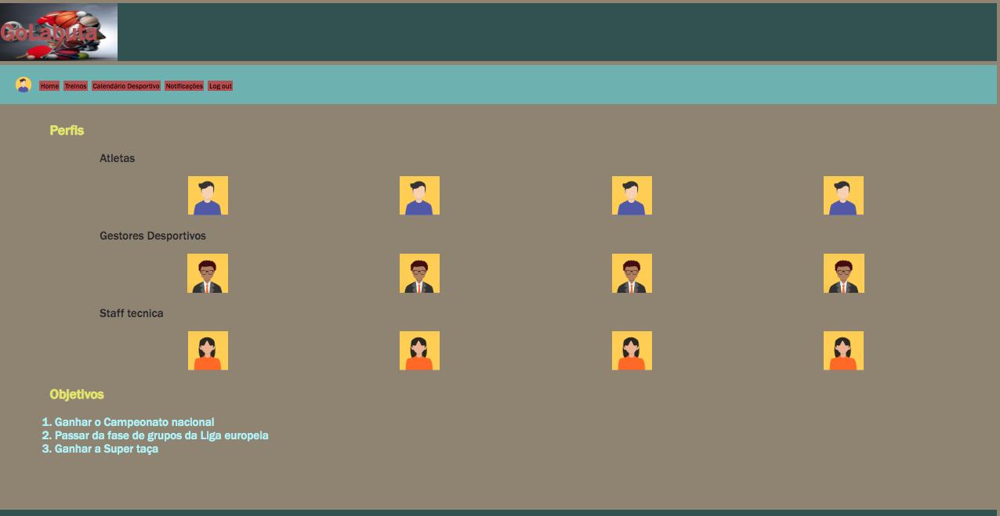 GoLabuta
Home Treinos Calendário Desportivo Notificações Log out
Perfis
Atletas
Gestores Desportivos
Staff tecnica
Objetivos
1. Ganhar o Campeonato nacional
2. Passar da fase de grupos da Liga europeia
3. Ganhar a Super taça